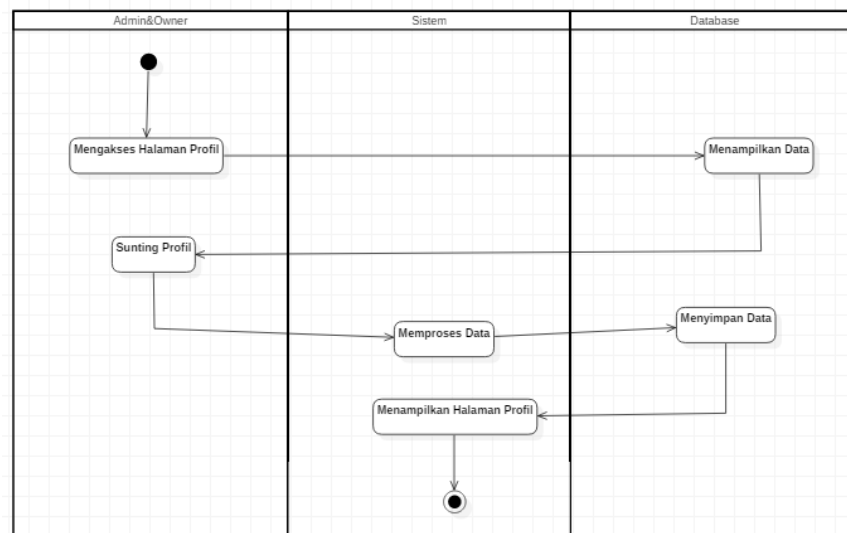 Admin&Owner
Sistem
Database
Mengakses Halaman Profil
Menampilkan Data
Sunting Profil
Memproses Data
Menyimpan Data
Menampilkan Halaman Profil